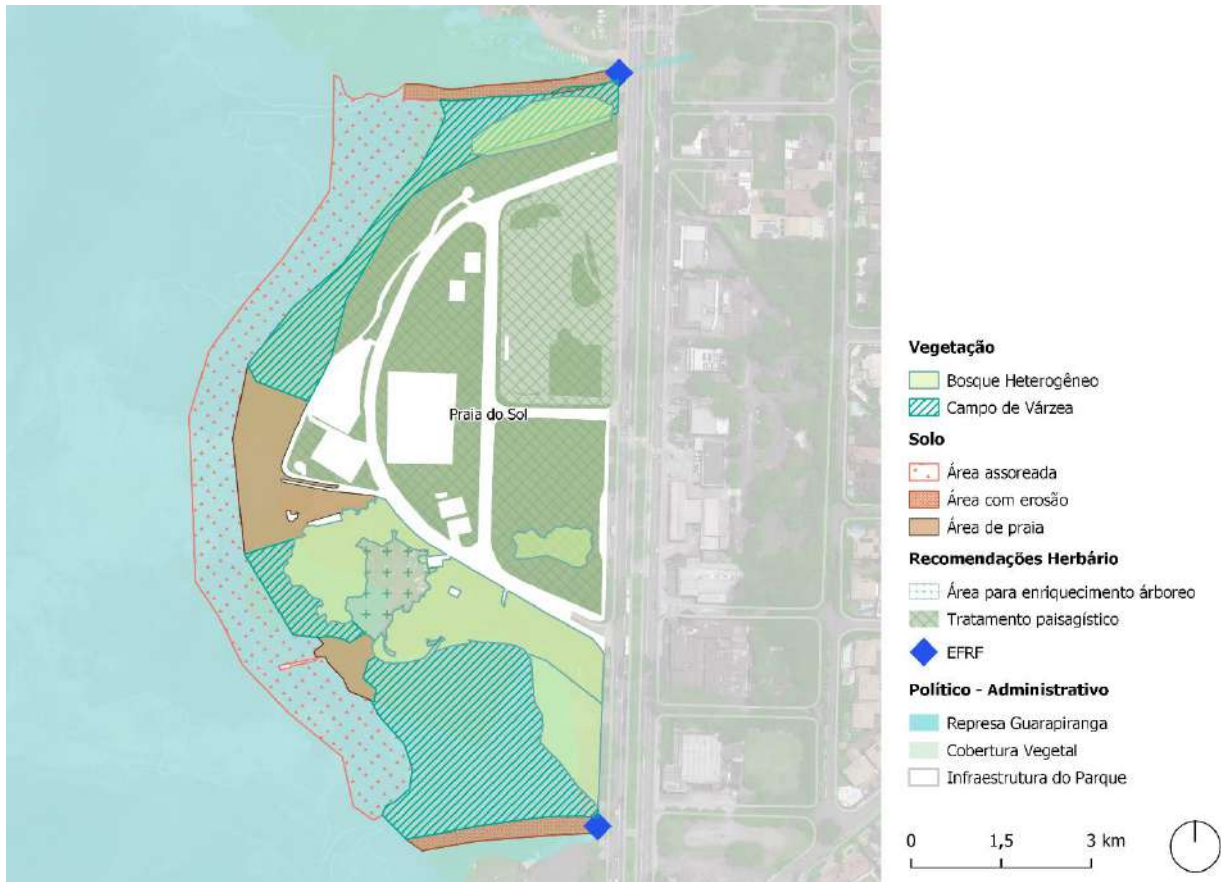 Praia do Sol
Vegetação
Bosque Heterogêneo
Campo de Várzea
Solo
Área assoreada
Área com erosão
Área de praia
Recomendações Herbário
Área para enriquecimento árboreo
Tratamento paisagístico
EFRF
Político - Administrativo
Represa Guarapiranga
Cobertura Vegetal
Infraestrutura do Parque
0 1,5 3 km